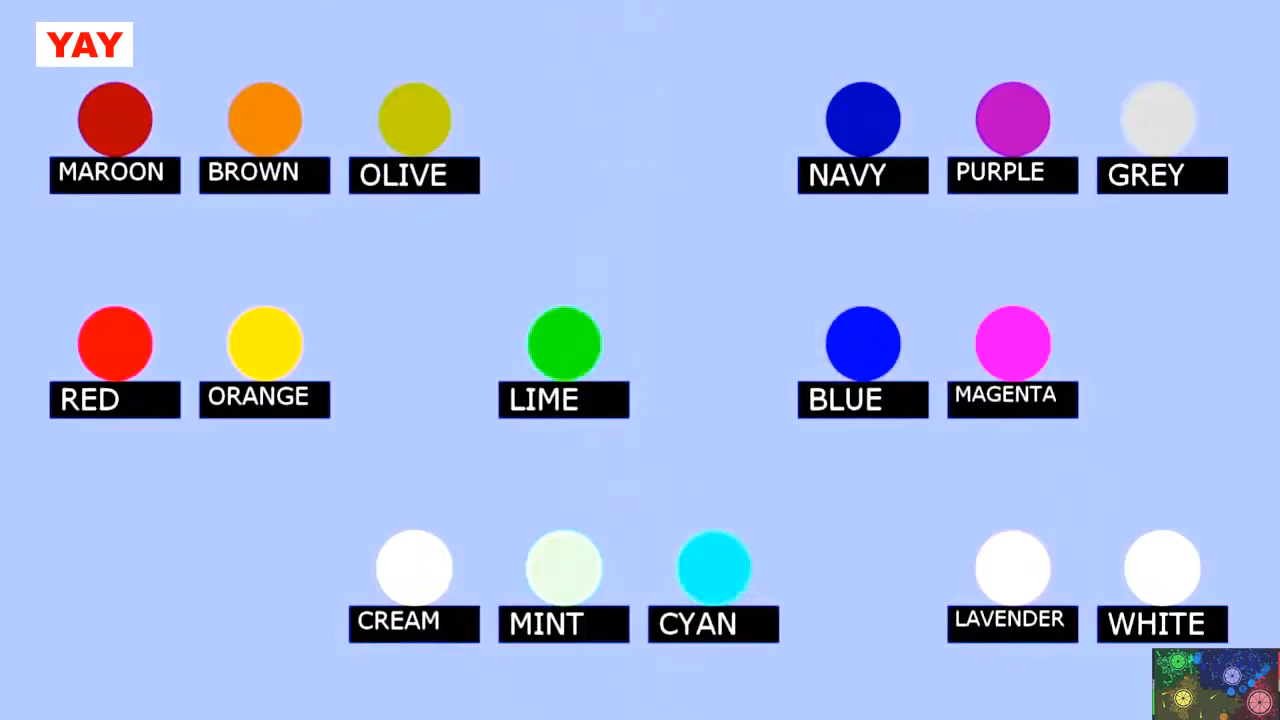 YAY
MAROON BROWN OLIVE NAVY PURPLE GREY
RED ORANGE LIME BLUE MAGENTA
CREAM MINT CYAN LAVENDER WHITE